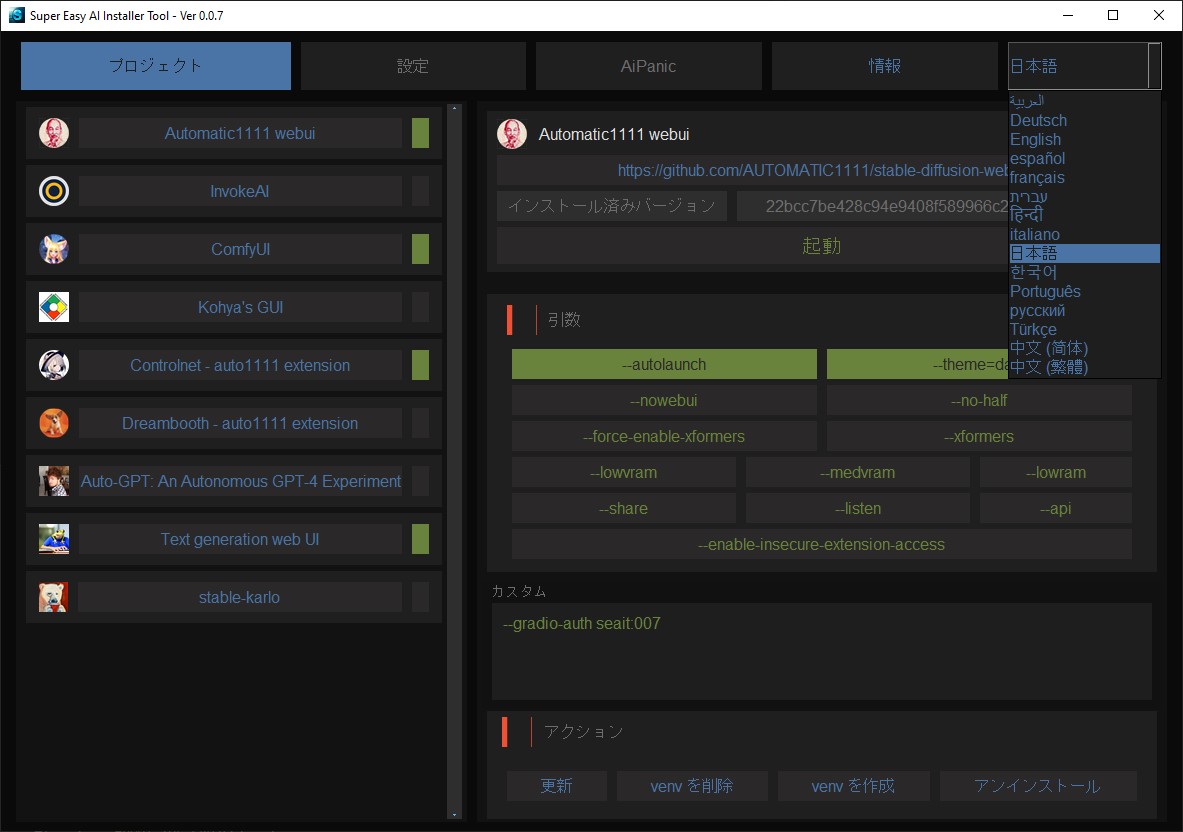 Super Easy AI Installer Tool - Ver 0.0.7
プロジェクト
設定
AiPanic
情報
日本語
العربية
Deutsch
English
español
français
עברית
हिन्दी
italiano
日本語
한국어
Português
русский
Türkçe
中文 (简体)
中文 (繁體)
Automatic1111 webui
InvokeAI
ComfyUI
Kohya's GUI
Controlnet - auto1111 extension
Dreambooth - auto1111 extension
Auto-GPT: An Autonomous GPT-4 Experiment
Text generation web UI
stable-karlo
Automatic1111 webui
https://github.com/AUTOMATIC1111/stable-diffusion-web
インストール済みバージョン
22bcc7be428c94e9408f589966c2
起動
引数
--autolaunch
--theme=da
--nowebui
--no-half
--force-enable-xformers
--xformers
--lowvram
--medvram
--lowram
--share
--listen
--api
--enable-insecure-extension-access
カスタム
--gradio-auth seait:007
アクション
更新
venv を削除
venv を作成
アンインストール